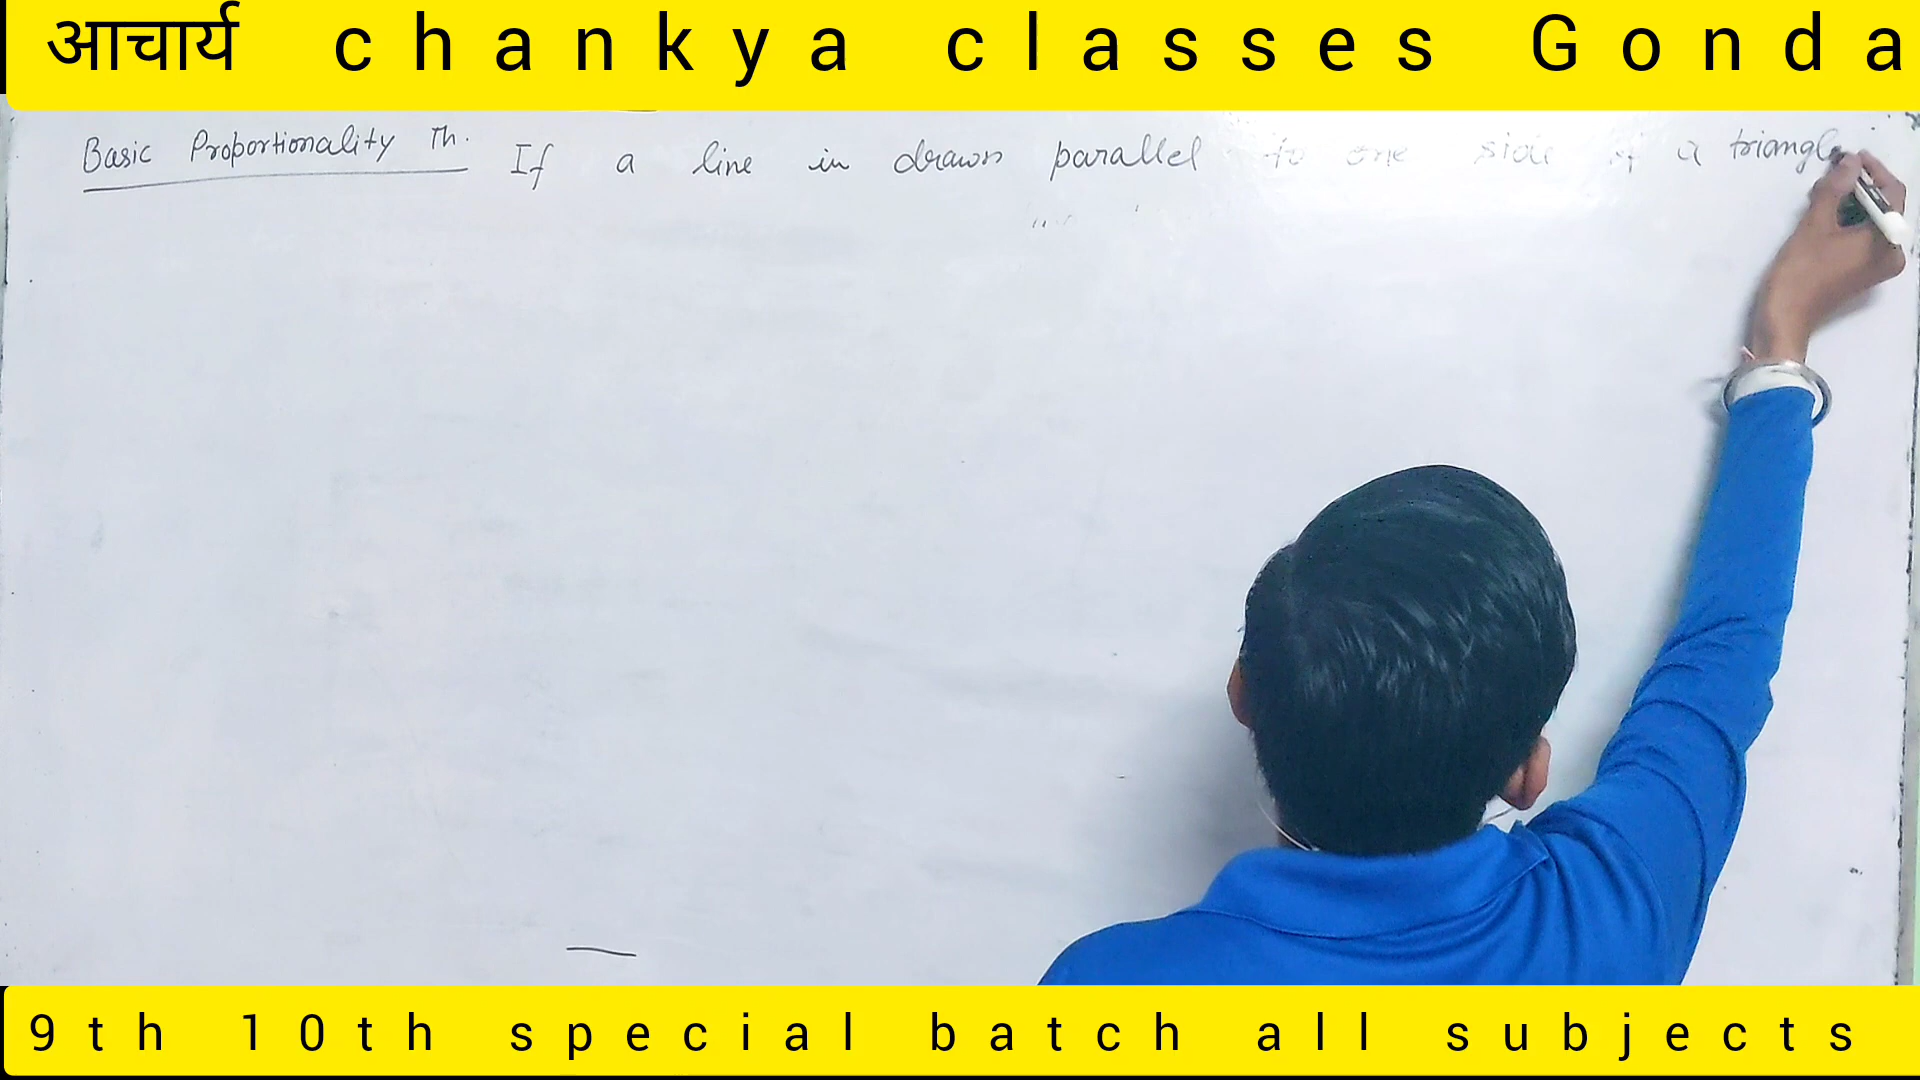 आचार्य chankya classes Gonda
Basic Proportionality Th. If a line in drawn parallel to one side of a triangle
9th 10th special batch all subjects